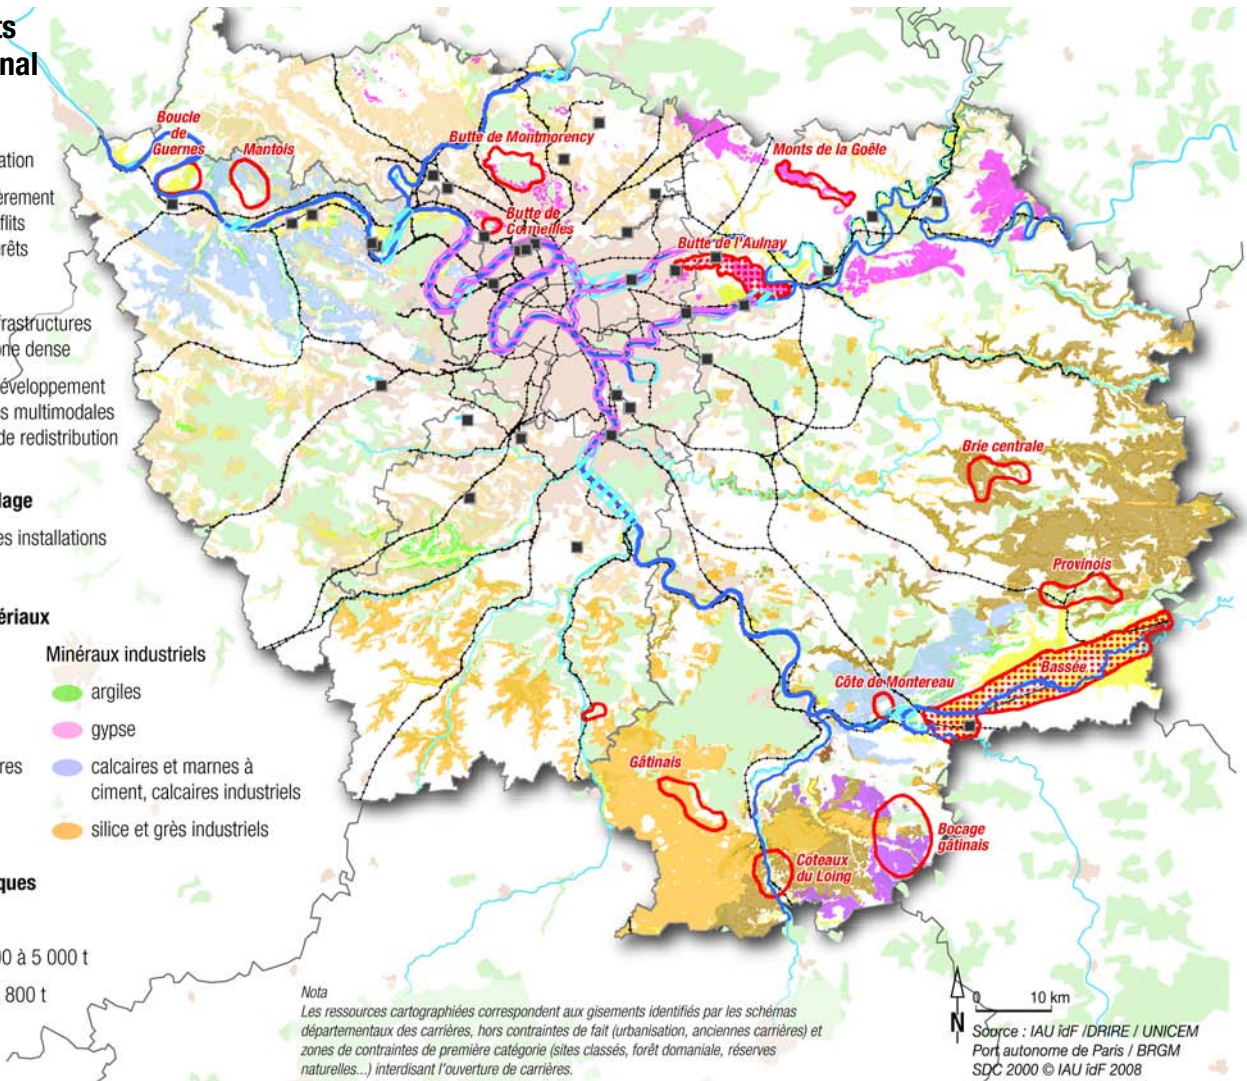 ts
nal
ation
èrement
flits
érêts
frastructures
one dense
éveloppement
s multimodales
de redistribution
lage
es installations
ériaux
Minéraux industriels
argiles
gypse
res
calcaires et marnes à
ciment, calcaires industriels
silice et grès industriels
ques
00 à 5 000 t
800 t
Boucle
de
Guernes
Mantois
Butte de Montmorency
Butte de
Cormeilles
Monts de la Goële
Butte de l'Aulnay
Brie centrale
Provinois
Bassée
Côte de Montereau
Gâtinais
Coteaux
du Loing
Bocage
gâtinais
Nota
Les ressources cartographiées correspondent aux gisements identifiés par les schémas
départementaux des carrières, hors contraintes de fait (urbanisation, anciennes carrières) et
zones de contraintes de première catégorie (sites classés, forêt domaniale, réserves
naturelles...) interdisant l'ouverture de carrières.
0 10 km
N
Source : IAU îdF /DRIRE / UNICEM
Port autonome de Paris / BRGM
SDC 2000 © IAU îdF 2008